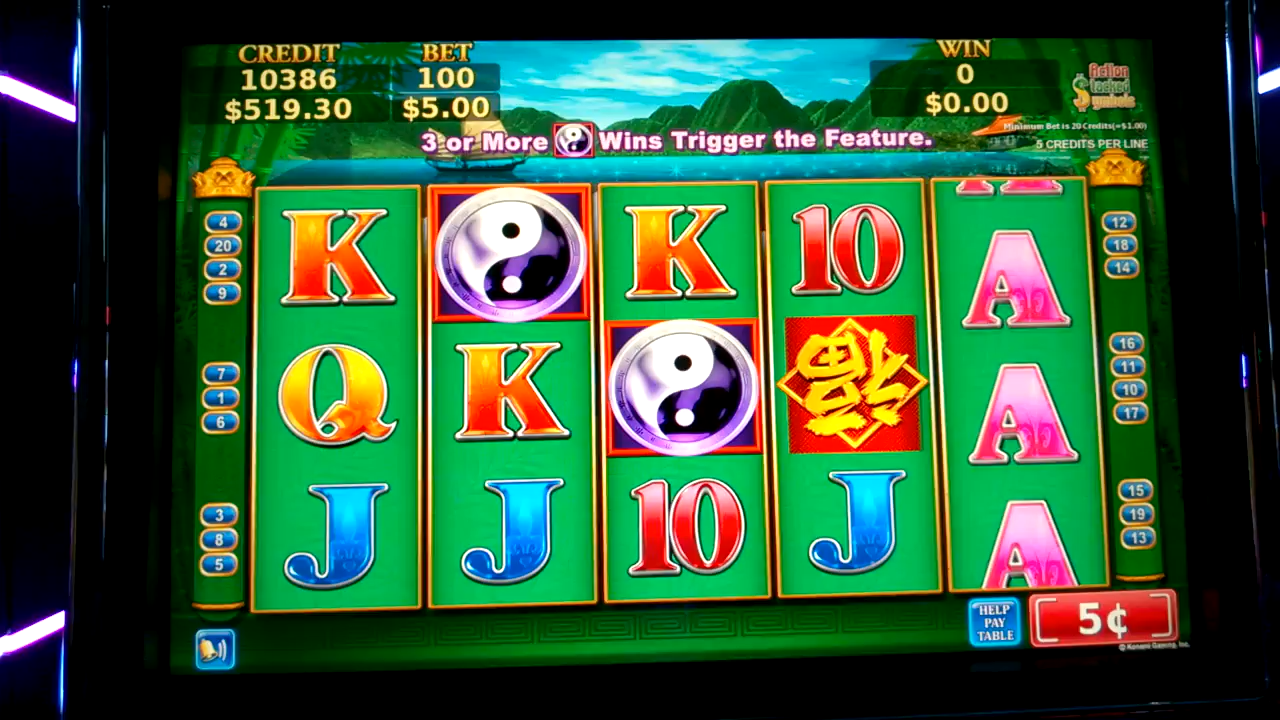 CREDIT BET WIN
10386 100 0
$519.30 $5.00 $0.00
Action
$tacked
$ymbols
Minimum Bet is 20 Credits(=$1.00)
3 or More Wins Trigger the Feature.
5 CREDITS PER LINE
4
20
2
9
7
1
6
3
8
5
K K 10 A
Q K 福 A
J J 10 J A
12
18
14
16
11
10
17
15
19
13
HELP
PAY
TABLE
5¢
© Konami Gaming, Inc.